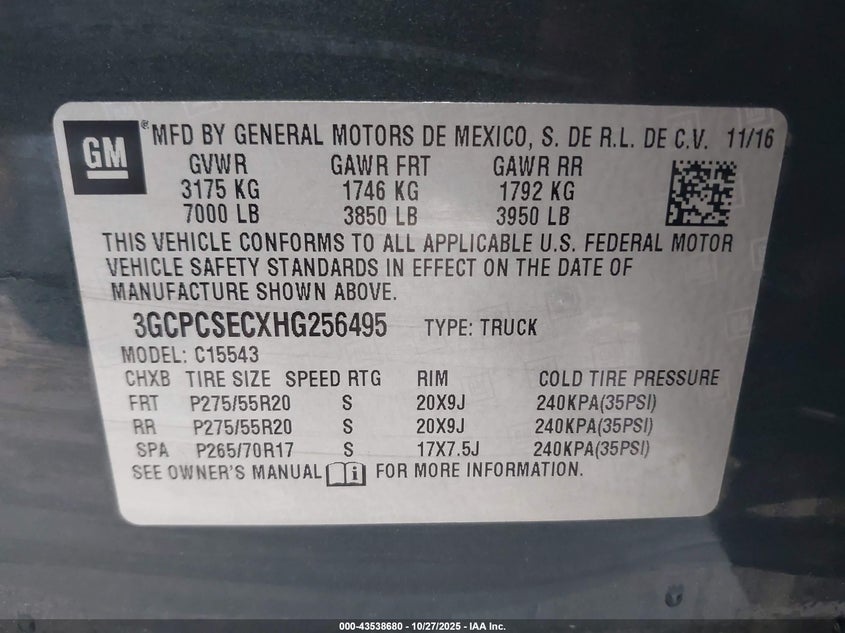 GM ® MFD BY GENERAL MOTORS DE MEXICO, S. DE R.L. DE C.V. 11/16
GVWR GAWR FRT GAWR RR
3175 KG 1746 KG 1792 KG
7000 LB 3850 LB 3950 LB
THIS VEHICLE CONFORMS TO ALL APPLICABLE U.S. FEDERAL MOTOR
VEHICLE SAFETY STANDARDS IN EFFECT ON THE DATE OF
MANUFACTURE SHOWN ABOVE.
3GCPCSECXHG256495 TYPE: TRUCK
MODEL: C15543
CHXB TIRE SIZE SPEED RTG RIM COLD TIRE PRESSURE
FRT P275/55R20 S 20X9J 240KPA(35PSI)
RR P275/55R20 S 20X9J 240KPA(35PSI)
SPA P265/70R17 S 17X7.5J 240KPA(35PSI)
SEE OWNER'S MANUAL i FOR MORE INFORMATION.
000-43538680 - 10/27/2025 - IAA Inc.